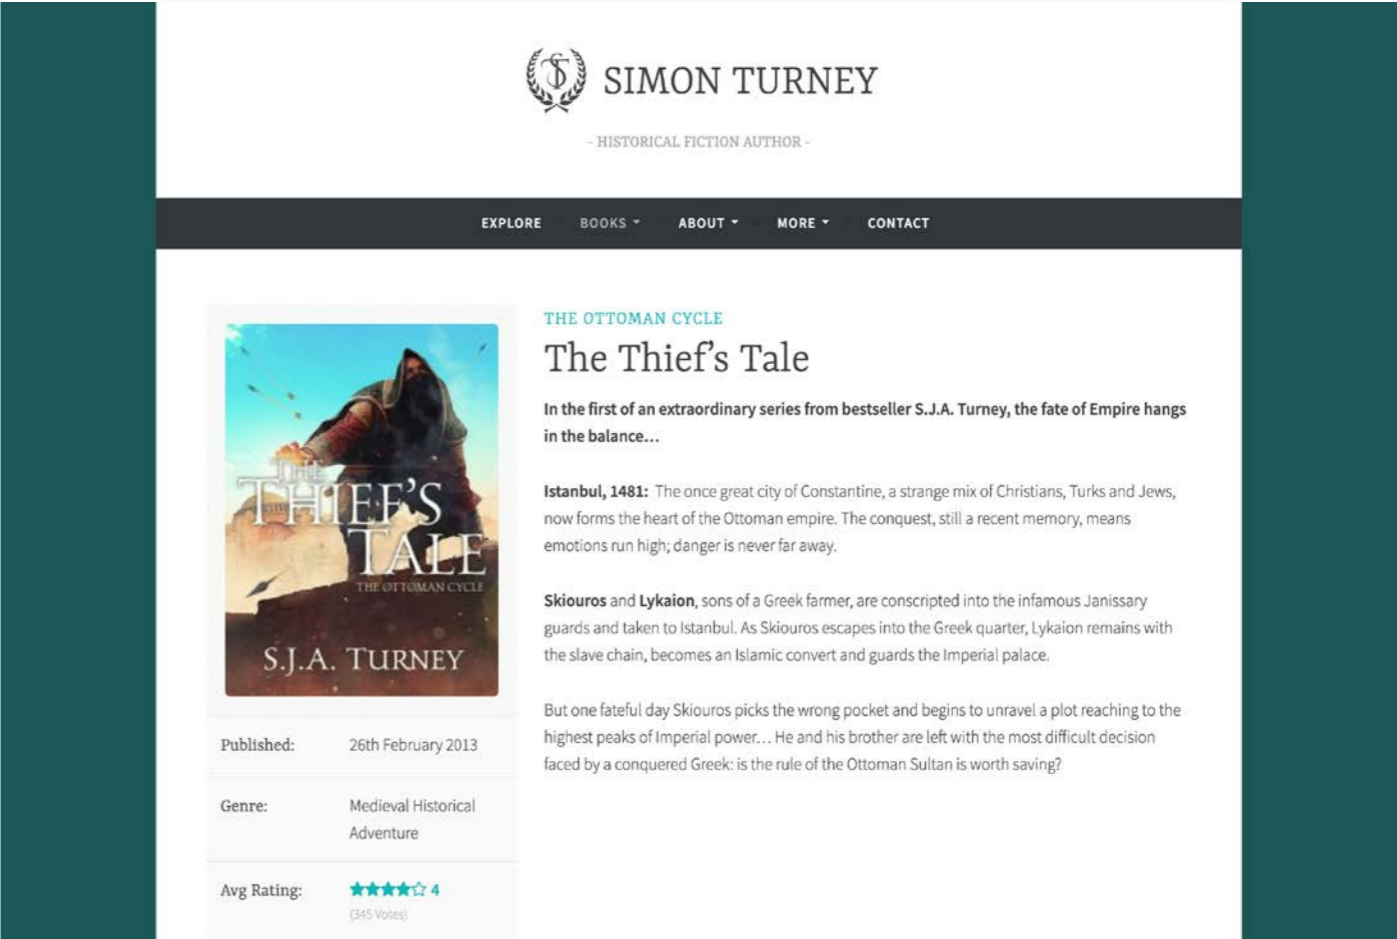 SIMON TURNEY
- HISTORICAL FICTION AUTHOR -
EXPLORE BOOKS ABOUT MORE CONTACT
THE
THIEF'S
TALE
THE OTTOMAN CYCLE
S.J.A. TURNEY
Published: 26th February 2013
Genre: Medieval Historical
Adventure
Avg Rating: 4
(345 Votes)
THE OTTOMAN CYCLE
The Thief's Tale
In the first of an extraordinary series from bestseller S.J.A. Turney, the fate of Empire hangs
in the balance…
Istanbul, 1481: The once great city of Constantine, a strange mix of Christians, Turks and Jews,
now forms the heart of the Ottoman empire. The conquest, still a recent memory, means
emotions run high; danger is never far away.
Skiouros and Lykaion, sons of a Greek farmer, are conscripted into the infamous Janissary
guards and taken to Istanbul. As Skiouros escapes into the Greek quarter, Lykaion remains with
the slave chain, becomes an Islamic convert and guards the Imperial palace.
But one fateful day Skiouros picks the wrong pocket and begins to unravel a plot reaching to the
highest peaks of Imperial power… He and his brother are left with the most difficult decision
faced by a conquered Greek: is the rule of the Ottoman Sultan is worth saving?